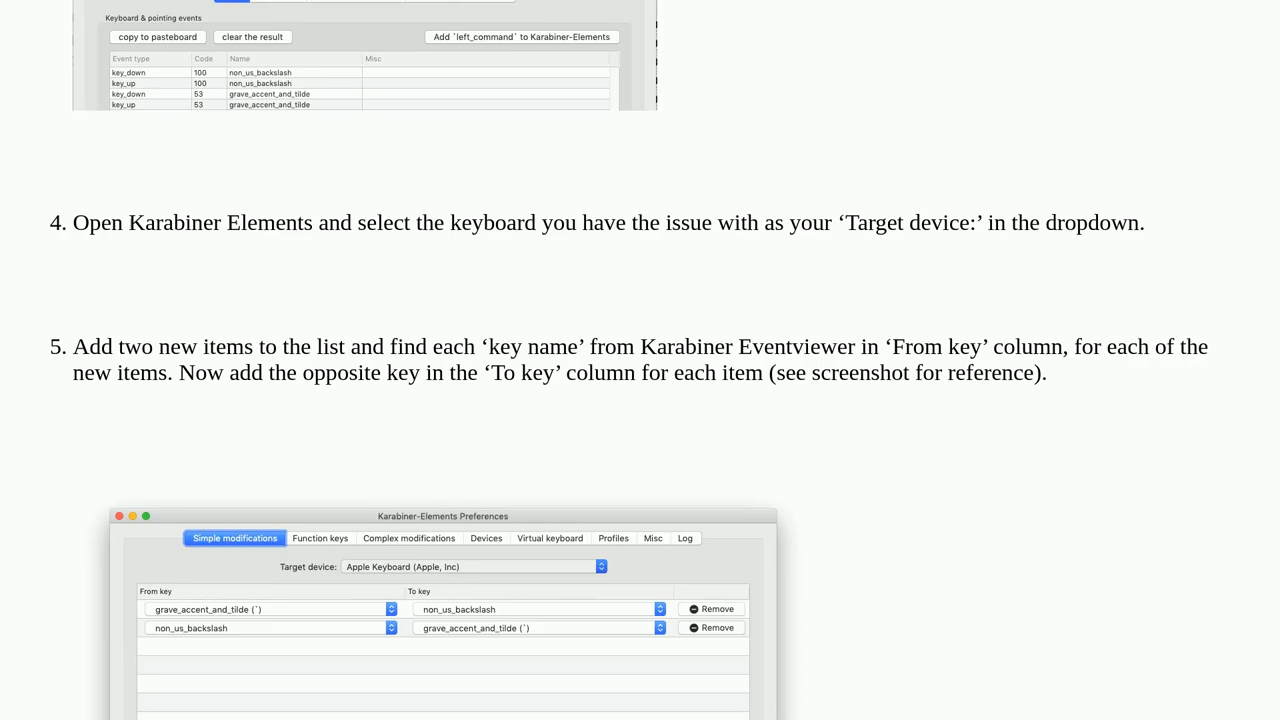 Keyboard & pointing events
copy to pasteboard clear the result Add `left_command` to Karabiner-Elements
Event type Code Name Misc
key_down 100 non_us_backslash
key_up 100 non_us_backslash
key_down 53 grave_accent_and_tilde
key_up 53 grave_accent_and_tilde
4. Open Karabiner Elements and select the keyboard you have the issue with as your ‘Target device:’ in the dropdown.
5. Add two new items to the list and find each ‘key name’ from Karabiner Eventviewer in ‘From key’ column, for each of the
new items. Now add the opposite key in the ‘To key’ column for each item (see screenshot for reference).
Karabiner-Elements Preferences
Simple modifications Function keys Complex modifications Devices Virtual keyboard Profiles Misc Log
Target device: Apple Keyboard (Apple, Inc)
From key To key
grave_accent_and_tilde (`) non_us_backslash Remove
non_us_backslash grave_accent_and_tilde (`) Remove